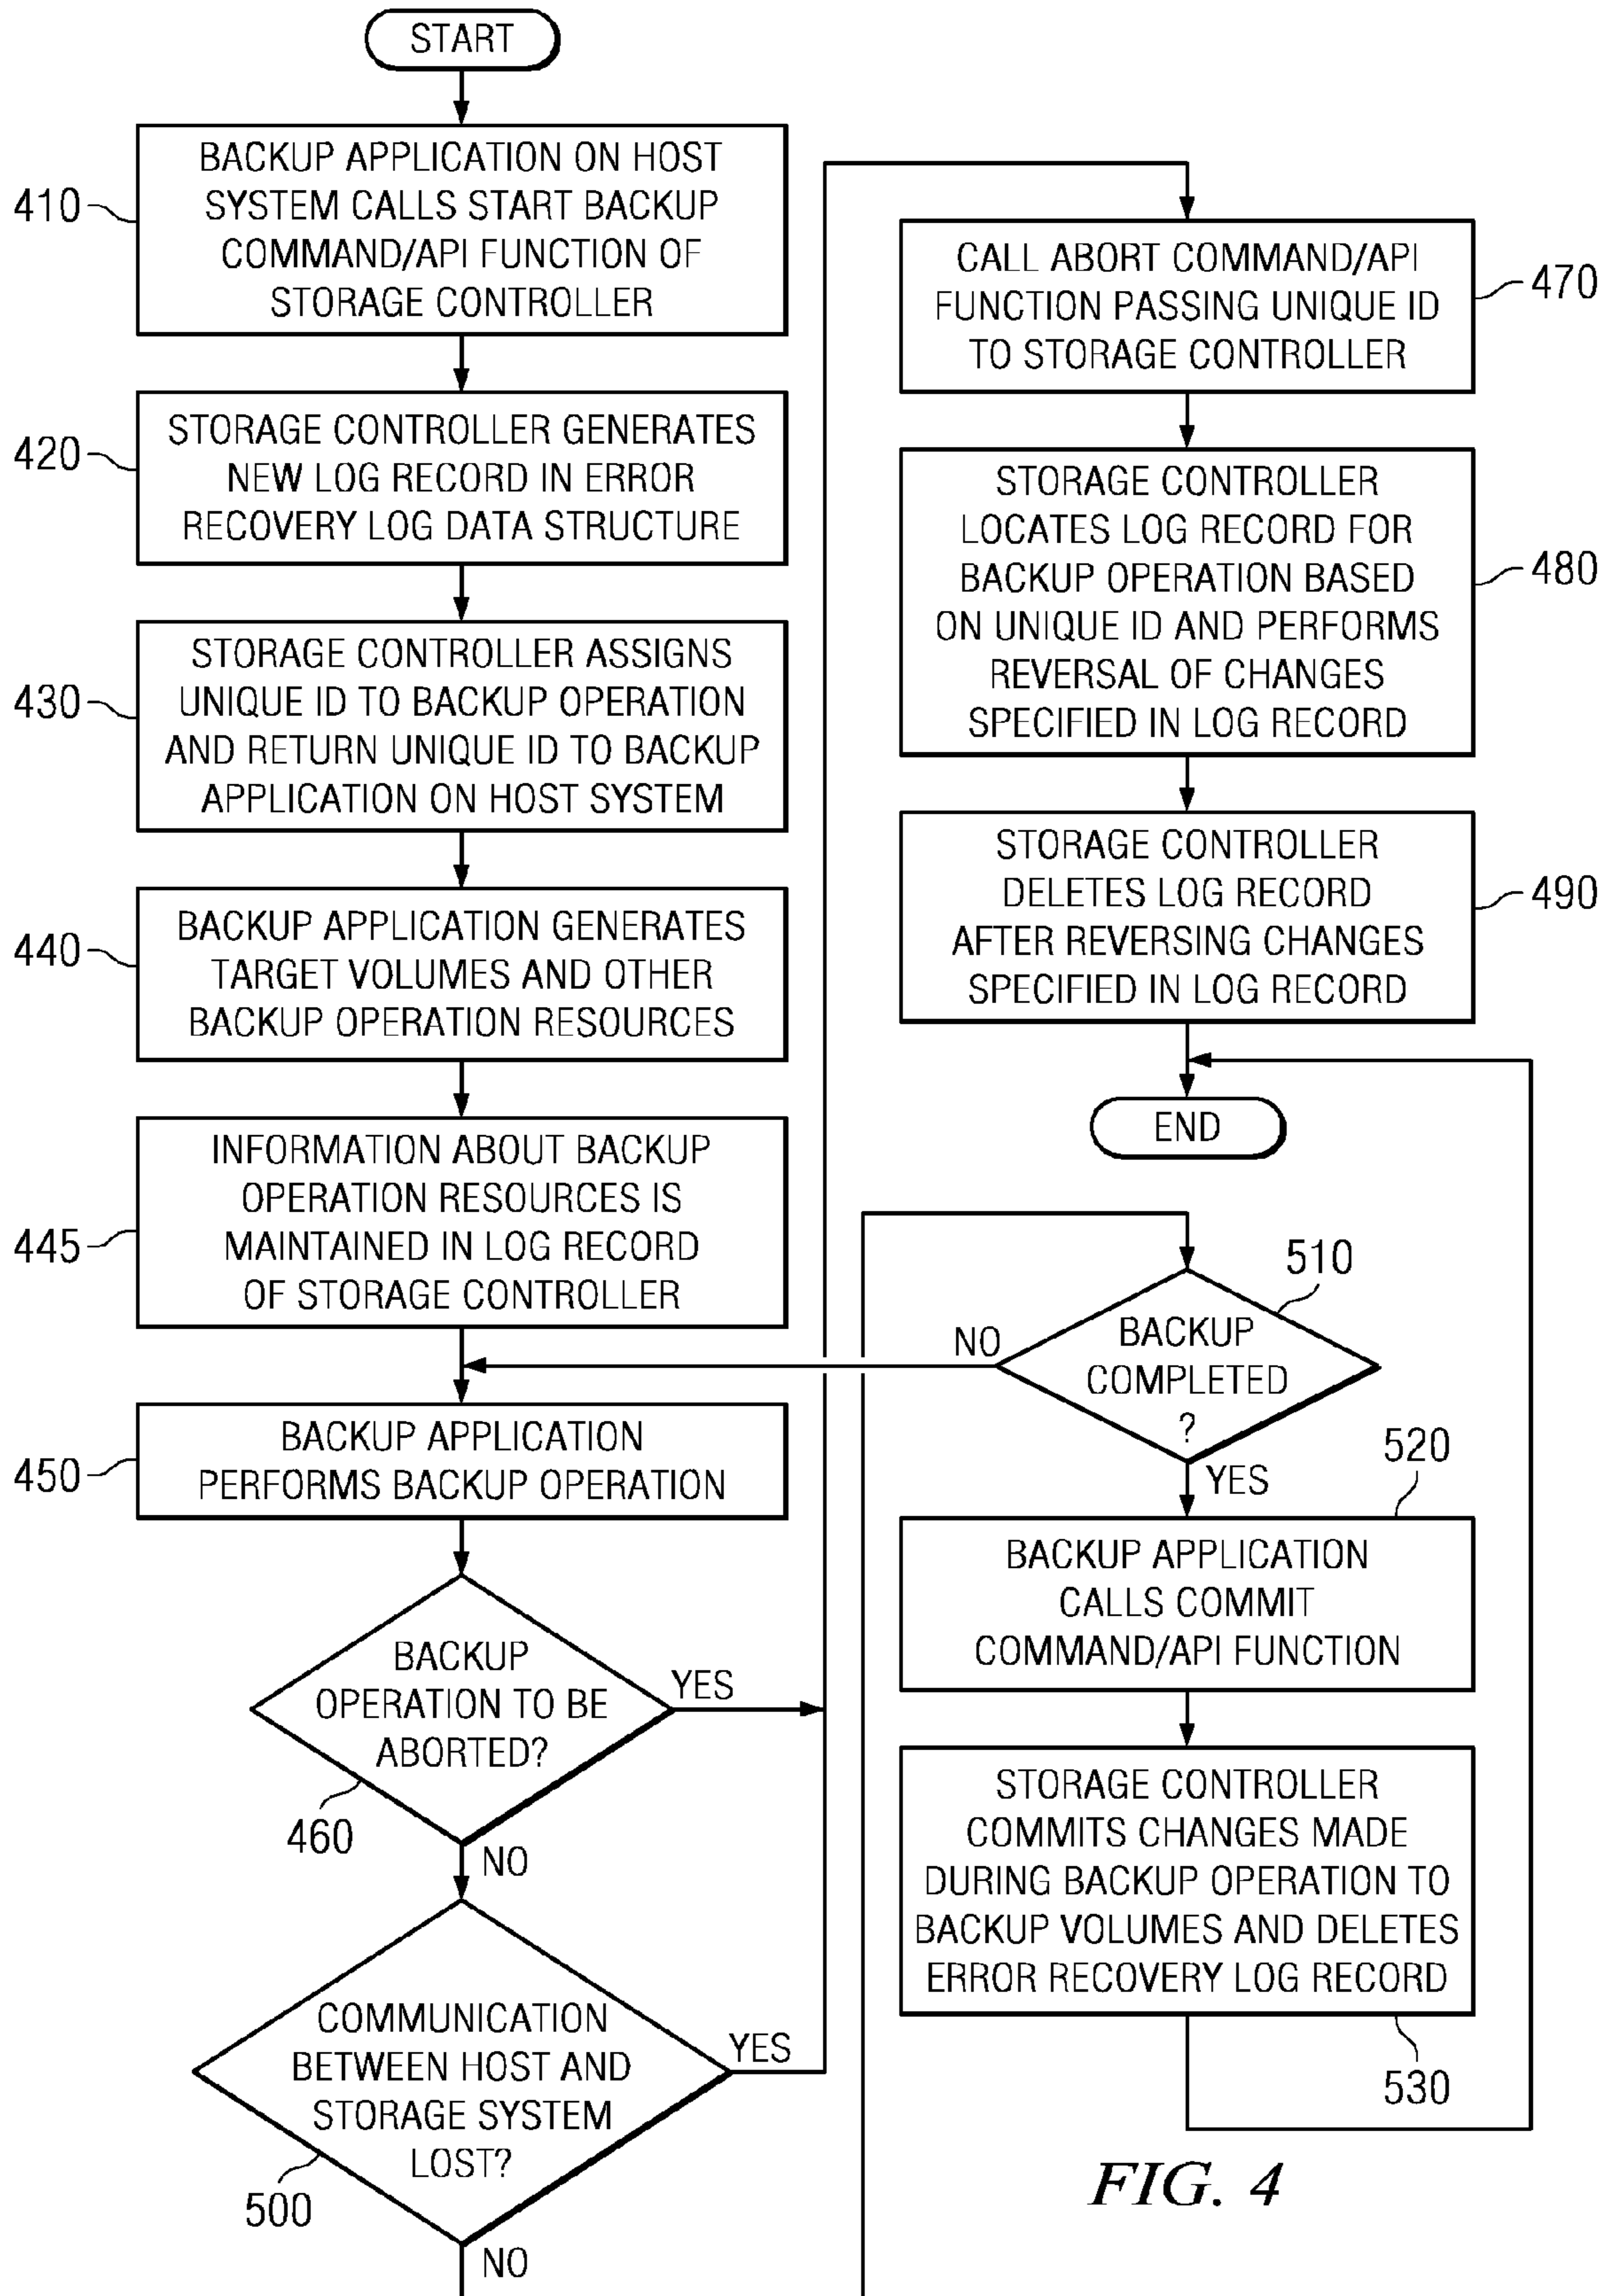 START
410
BACKUP APPLICATION ON HOST
SYSTEM CALLS START BACKUP
COMMAND/API FUNCTION OF
STORAGE CONTROLLER
420
STORAGE CONTROLLER GENERATES
NEW LOG RECORD IN ERROR
RECOVERY LOG DATA STRUCTURE
430
STORAGE CONTROLLER ASSIGNS
UNIQUE ID TO BACKUP OPERATION
AND RETURN UNIQUE ID TO BACKUP
APPLICATION ON HOST SYSTEM
440
BACKUP APPLICATION GENERATES
TARGET VOLUMES AND OTHER
BACKUP OPERATION RESOURCES
445
INFORMATION ABOUT BACKUP
OPERATION RESOURCES IS
MAINTAINED IN LOG RECORD
OF STORAGE CONTROLLER
450
BACKUP APPLICATION
PERFORMS BACKUP OPERATION
BACKUP
OPERATION TO BE
ABORTED?
YES
460
NO
COMMUNICATION
BETWEEN HOST AND
STORAGE SYSTEM
LOST?
YES
500
NO
CALL ABORT COMMAND/API
FUNCTION PASSING UNIQUE ID
TO STORAGE CONTROLLER
470
STORAGE CONTROLLER
LOCATES LOG RECORD FOR
BACKUP OPERATION BASED
ON UNIQUE ID AND PERFORMS
REVERSAL OF CHANGES
SPECIFIED IN LOG RECORD
480
STORAGE CONTROLLER
DELETES LOG RECORD
AFTER REVERSING CHANGES
SPECIFIED IN LOG RECORD
490
END
510
NO
BACKUP
COMPLETED
?
YES
520
BACKUP APPLICATION
CALLS COMMIT
COMMAND/API FUNCTION
STORAGE CONTROLLER
COMMITS CHANGES MADE
DURING BACKUP OPERATION TO
BACKUP VOLUMES AND DELETES
ERROR RECOVERY LOG RECORD
530
FIG. 4